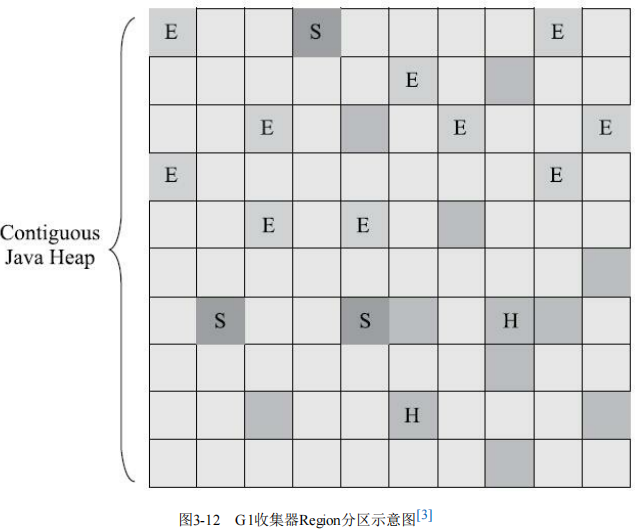 E S E
E
E E E
E E
E E
Contiguous
Java Heap
S S H
H
图3-12 G1收集器Region分区示意图[3]